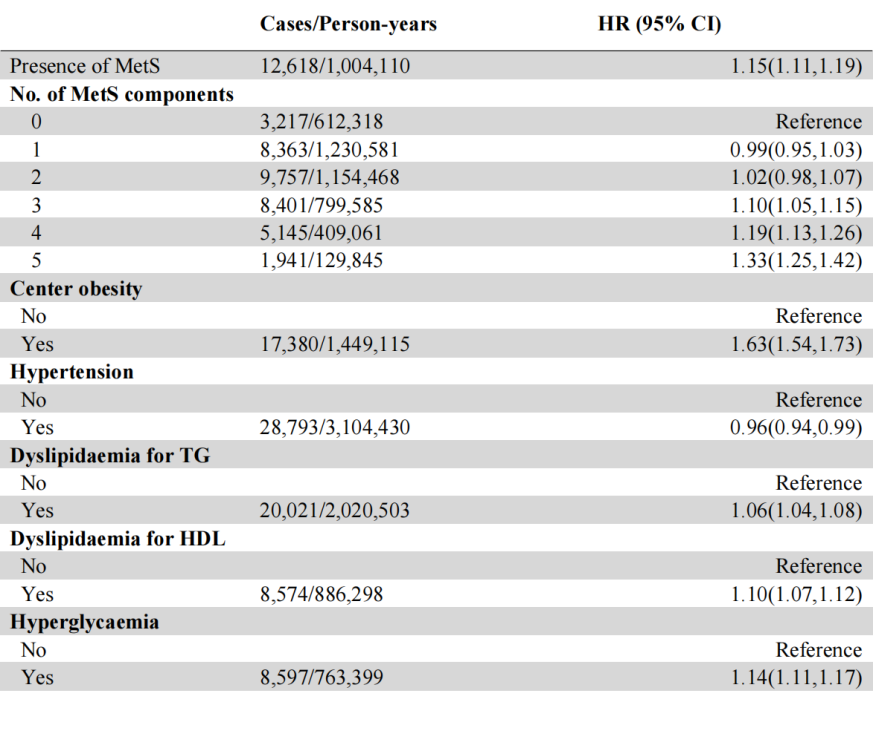 Cases/Person-years HR (95% CI)
Presence of MetS 12,618/1,004,110 1.15(1.11,1.19)
No. of MetS components
0 3,217/612,318 Reference
1 8,363/1,230,581 0.99(0.95,1.03)
2 9,757/1,154,468 1.02(0.98,1.07)
3 8,401/799,585 1.10(1.05,1.15)
4 5,145/409,061 1.19(1.13,1.26)
5 1,941/129,845 1.33(1.25,1.42)
Center obesity
No Reference
Yes 17,380/1,449,115 1.63(1.54,1.73)
Hypertension
No Reference
Yes 28,793/3,104,430 0.96(0.94,0.99)
Dyslipidaemia for TG
No Reference
Yes 20,021/2,020,503 1.06(1.04,1.08)
Dyslipidaemia for HDL
No Reference
Yes 8,574/886,298 1.10(1.07,1.12)
Hyperglycaemia
No Reference
Yes 8,597/763,399 1.14(1.11,1.17)